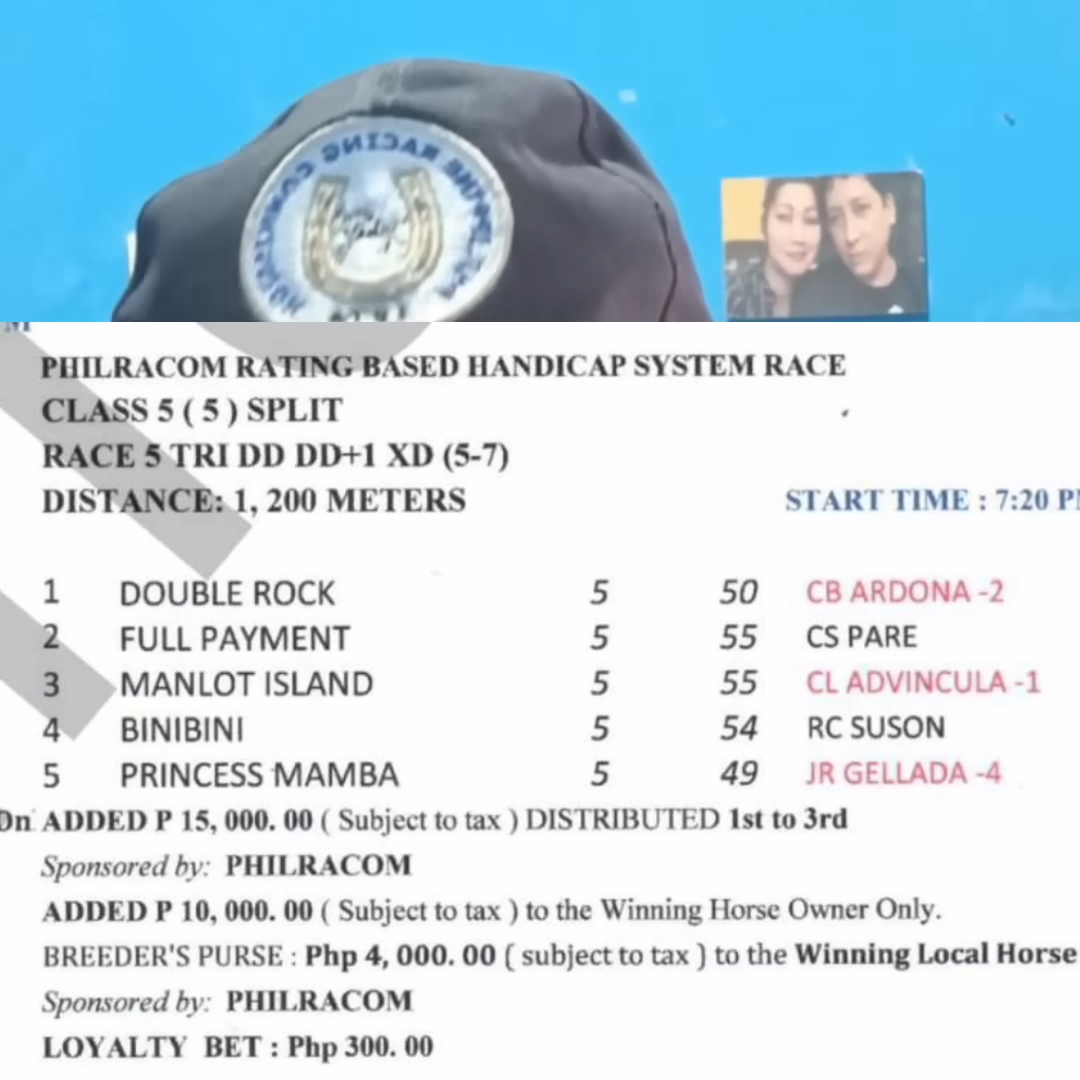 PHILRACOM RATING BASED HANDICAP SYSTEM RACE
CLASS 5 ( 5 ) SPLIT
RACE 5 TRI DD DD+1 XD (5-7)
DISTANCE: 1, 200 METERS START TIME : 7:20 P
1 DOUBLE ROCK 5 50 CB ARDONA -2
2 FULL PAYMENT 5 55 CS PARE
3 MANLOT ISLAND 5 55 CL ADVINCULA -1
4 BINIBINI 5 54 RC SUSON
5 PRINCESS MAMBA 5 49 JR GELLADA -4
ADDED P 15, 000. 00 ( Subject to tax ) DISTRIBUTED 1st to 3rd
Sponsored by: PHILRACOM
ADDED P 10, 000. 00 ( Subject to tax ) to the Winning Horse Owner Only.
BREEDER'S PURSE : Php 4, 000. 00 ( subject to tax ) to the Winning Local Horse
Sponsored by: PHILRACOM
LOYALTY BET : Php 300. 00